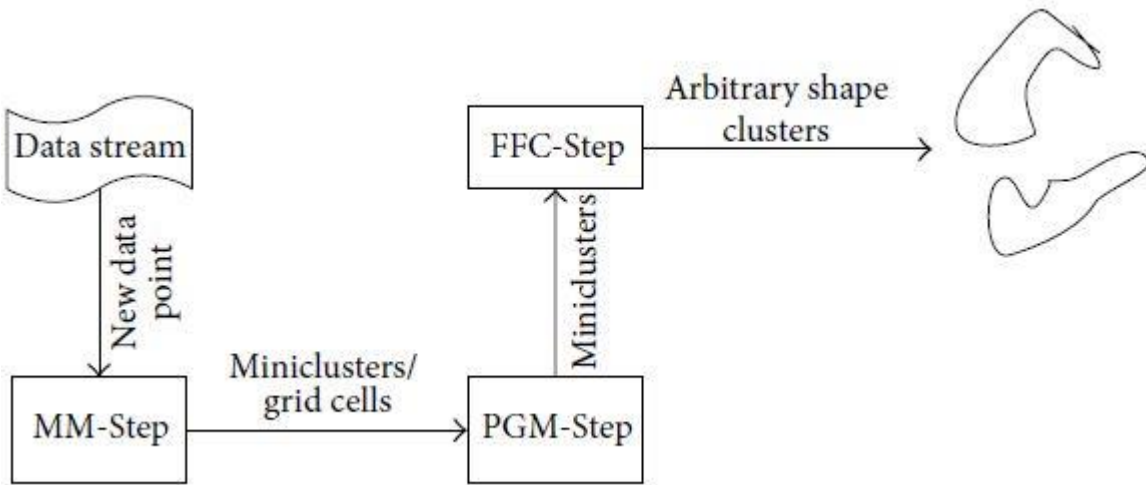 Data stream
New data
point
MM-Step
Miniclusters/
grid cells
PGM-Step
Miniclusters
FFC-Step
Arbitrary shape
clusters